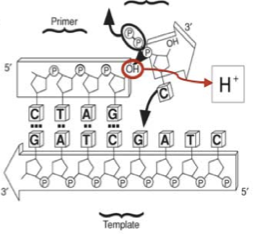 Primer
3′
P
P
P OH
5′ P P P OH
H+
C
C T A G
G A T C G A T C
3′ P P P P P P P P 5′
Template